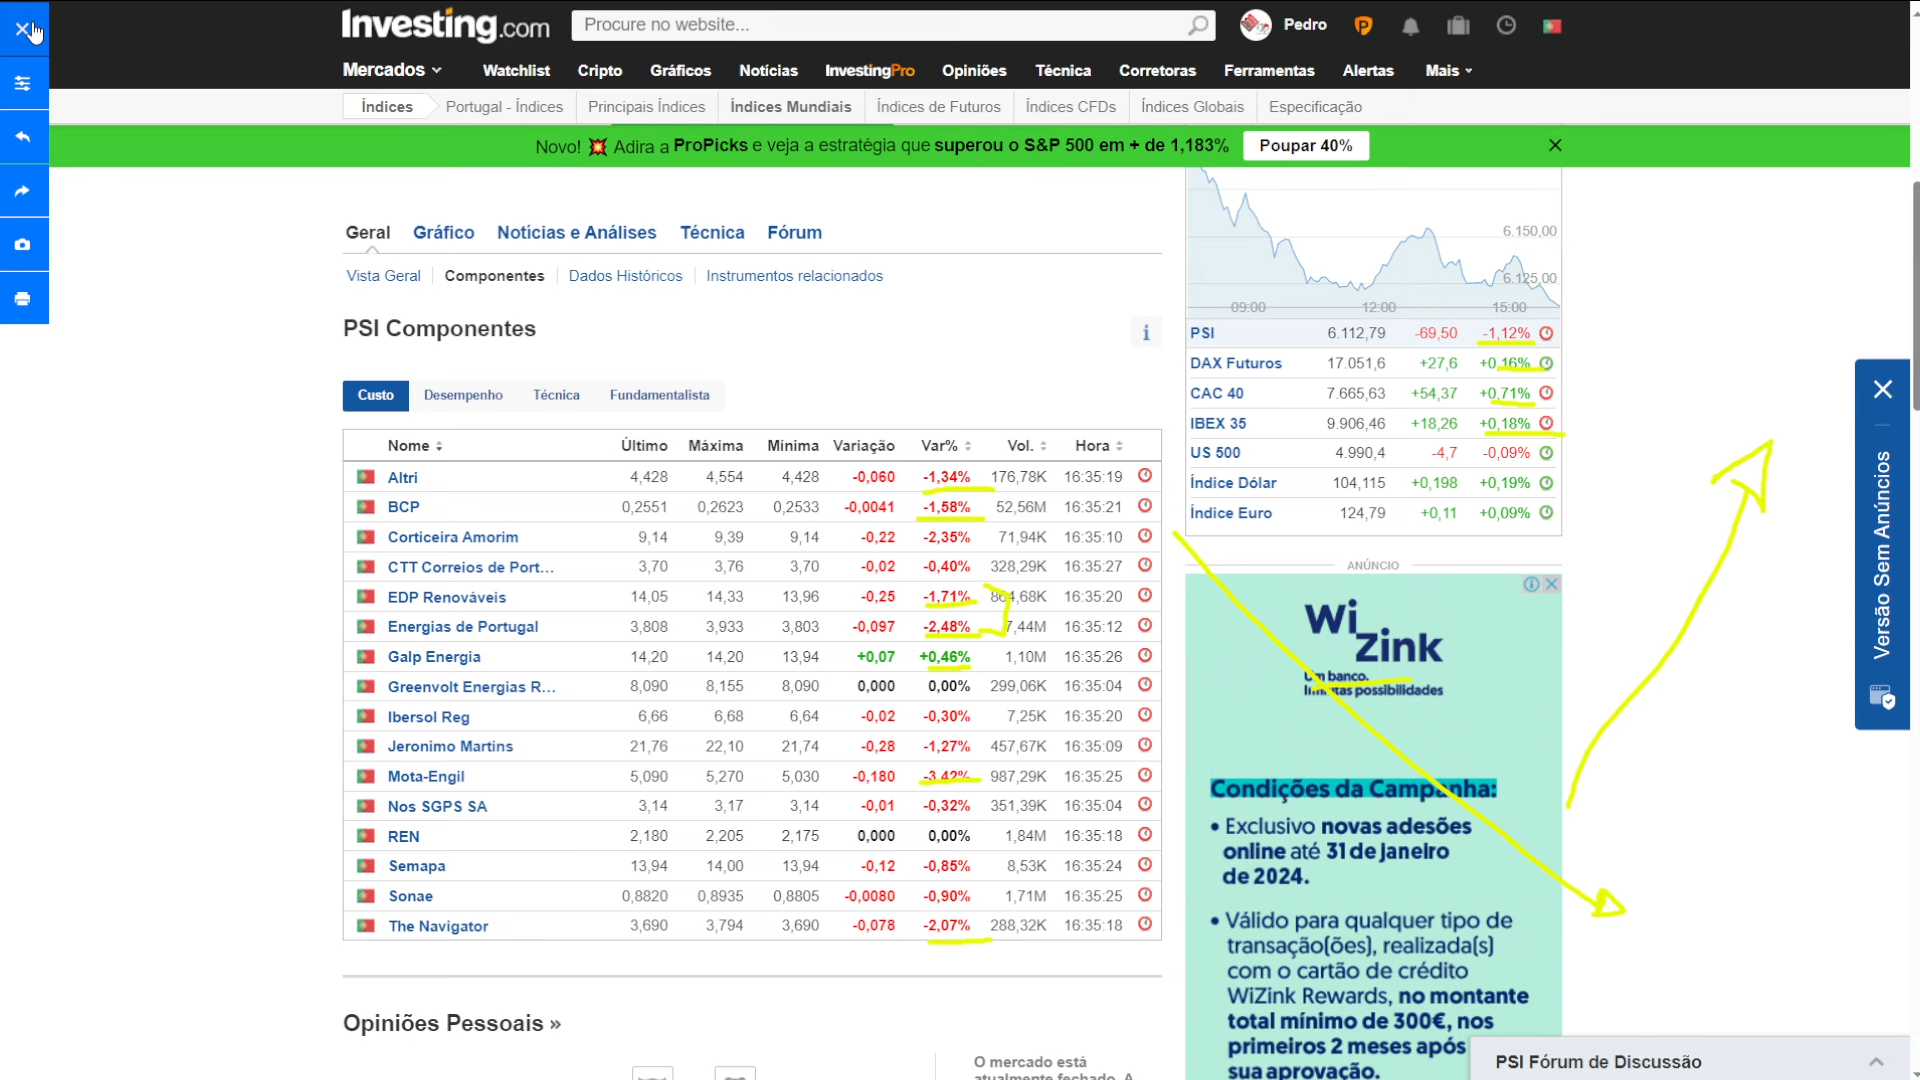 Investing.com
Procure no website...
Pedro
Mercados
Watchlist
Cripto
Gráficos
Notícias
InvestingPro
Opiniões
Técnica
Corretoras
Ferramentas
Alertas
Mais
Índices
Portugal - Índices
Principais Índices
Índices Mundiais
Índices de Futuros
Índices CFDs
Índices Globais
Especificação
Novo! 💥 Adira a ProPicks e veja a estratégia que superou o S&P 500 em + de 1,183%
Poupar 40%
Geral
Gráfico
Notícias e Análises
Técnica
Fórum
Vista Geral
Componentes
Dados Históricos
Instrumentos relacionados
PSI Componentes
i
Custo
Desempenho
Técnica
Fundamentalista
Nome Último Máxima Mínima Variação Var% Vol. Hora
Altri 4,428 4,554 4,428 -0,060 -1,34% 176,78K 16:35:19
BCP 0,2551 0,2623 0,2533 -0,0041 -1,58% 52,56M 16:35:21
Corticeira Amorim 9,14 9,39 9,14 -0,22 -2,35% 71,94K 16:35:10
CTT Correios de Port... 3,70 3,76 3,70 -0,02 -0,40% 328,29K 16:35:27
EDP Renováveis 14,05 14,33 13,96 -0,25 -1,71% 864,68K 16:35:20
Energias de Portugal 3,808 3,933 3,803 -0,097 -2,48% 7,44M 16:35:12
Galp Energia 14,20 14,20 13,94 +0,07 +0,46% 1,10M 16:35:26
Greenvolt Energias R... 8,090 8,155 8,090 0,000 0,00% 299,06K 16:35:04
Ibersol Reg 6,66 6,68 6,64 -0,02 -0,30% 7,25K 16:35:20
Jeronimo Martins 21,76 22,10 21,74 -0,28 -1,27% 457,67K 16:35:09
Mota-Engil 5,090 5,270 5,030 -0,180 -3,42% 987,29K 16:35:25
Nos SGPS SA 3,14 3,17 3,14 -0,01 -0,32% 351,39K 16:35:04
REN 2,180 2,205 2,175 0,000 0,00% 1,84M 16:35:18
Semapa 13,94 14,00 13,94 -0,12 -0,85% 8,53K 16:35:24
Sonae 0,8820 0,8935 0,8805 -0,0080 -0,90% 1,71M 16:35:25
The Navigator 3,690 3,794 3,690 -0,078 -2,07% 288,32K 16:35:18
Opiniões Pessoais »
O mercado está
atualmente fechado. A
6.150,00
6.125,00
09:00 12:00 15:00
PSI 6.112,79 -69,50 -1,12%
DAX Futuros 17.051,6 +27,6 +0,16%
CAC 40 7.665,63 +54,37 +0,71%
IBEX 35 9.906,46 +18,26 +0,18%
US 500 4.990,4 -4,7 -0,09%
Índice Dólar 104,115 +0,198 +0,19%
Índice Euro 124,79 +0,11 +0,09%
ANÚNCIO
Wi
Zink
Um banco.
Infinitas possibilidades
Condições da Campanha:
• Exclusivo novas adesões
online até 31 de janeiro
de 2024.
• Válido para qualquer tipo de
transação(ões), realizada(s)
com o cartão de crédito
WiZink Rewards, no montante
total mínimo de 300€, nos
primeiros 2 meses após
sua aprovação.
Versão Sem Anúncios
PSI Fórum de Discussão